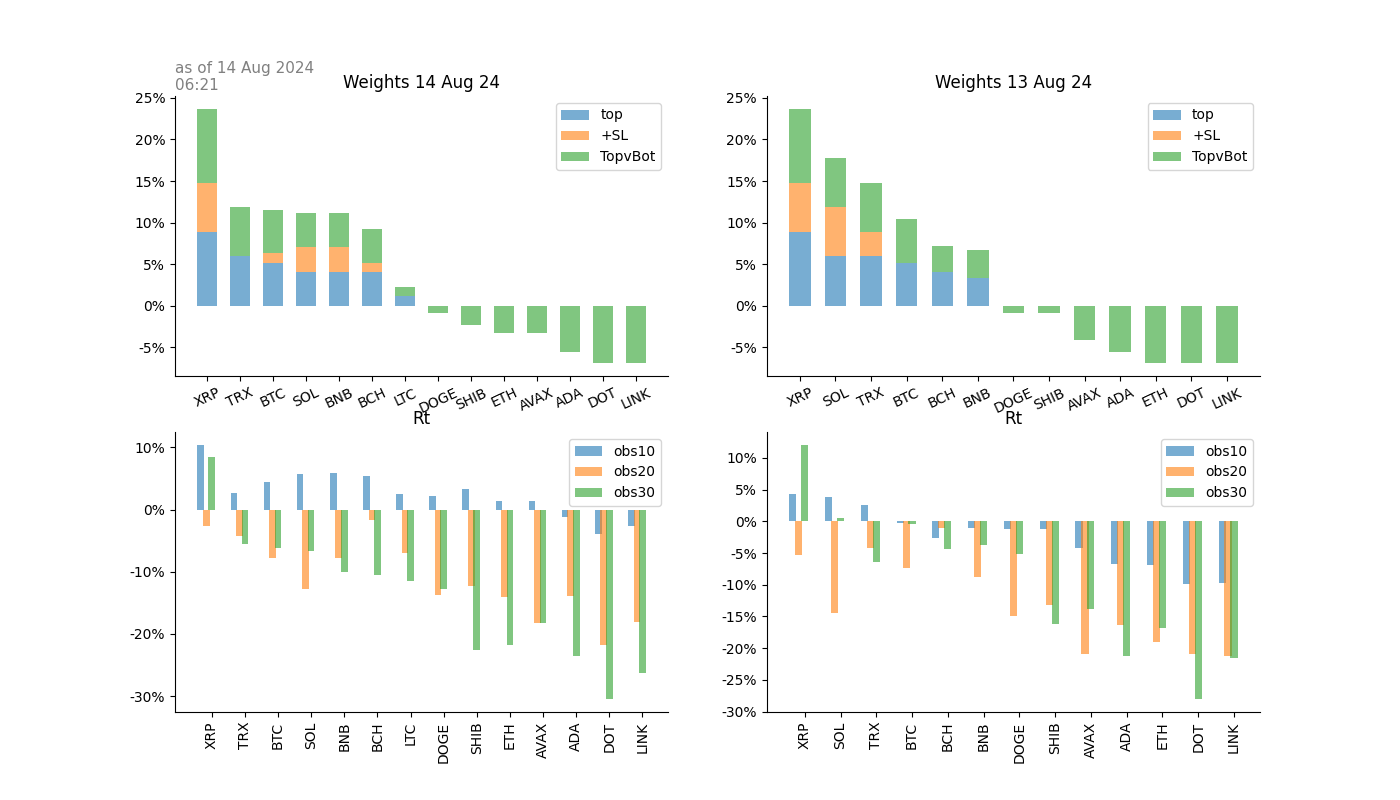 as of 14 Aug 2024
06:21
Weights 14 Aug 24
25%
20%
15%
10%
5%
0%
-5%
top
+SL
TopvBot
XRP TRX BTC SOL BNB BCH LTC DOGE SHIB ETH AVAX ADA DOT LINK
Weights 13 Aug 24
25%
20%
15%
10%
5%
0%
-5%
top
+SL
TopvBot
XRP SOL TRX BTC BCH BNB DOGE SHIB AVAX ADA ETH DOT LINK
Rt
10%
0%
-10%
-20%
-30%
obs10
obs20
obs30
XRP TRX BTC SOL BNB BCH LTC DOGE SHIB ETH AVAX ADA DOT LINK
Rt
10%
5%
0%
-5%
-10%
-15%
-20%
-25%
-30%
obs10
obs20
obs30
XRP SOL TRX BTC BCH BNB DOGE SHIB AVAX ADA ETH DOT LINK